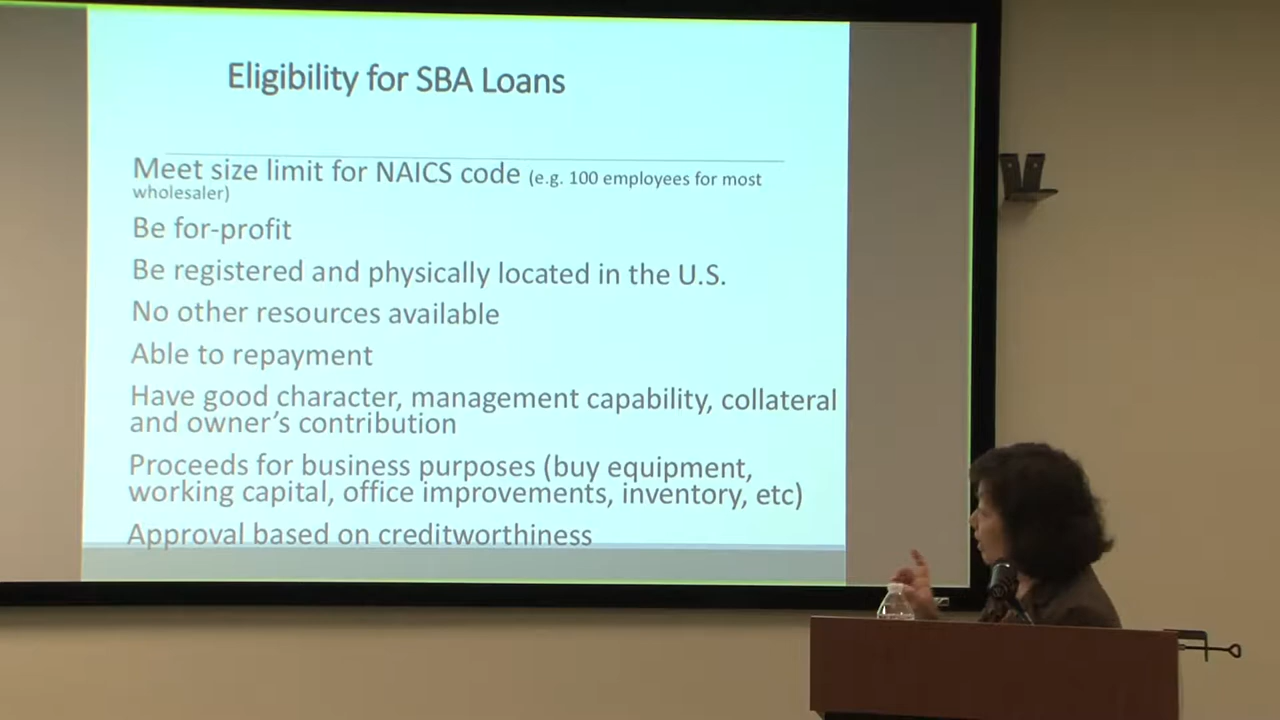 Eligibility for SBA Loans
Meet size limit for NAICS code (e.g. 100 employees for most
wholesaler)
Be for-profit
Be registered and physically located in the U.S.
No other resources available
Able to repayment
Have good character, management capability, collateral
and owner's contribution
Proceeds for business purposes (buy equipment,
working capital, office improvements, inventory, etc)
Approval based on creditworthiness